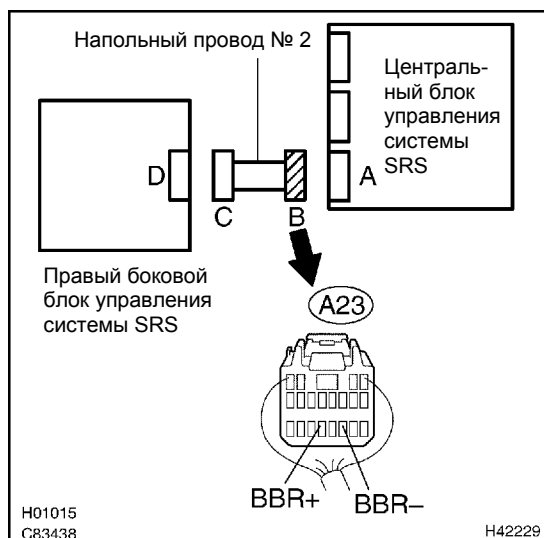 Напольный провод № 2
Централь-
ный блок
управления
системы
SRS
D
C
B
A
Правый боковой
блок управления
системы SRS
A23
BBR+
BBR–
H01015
C83438
H42229